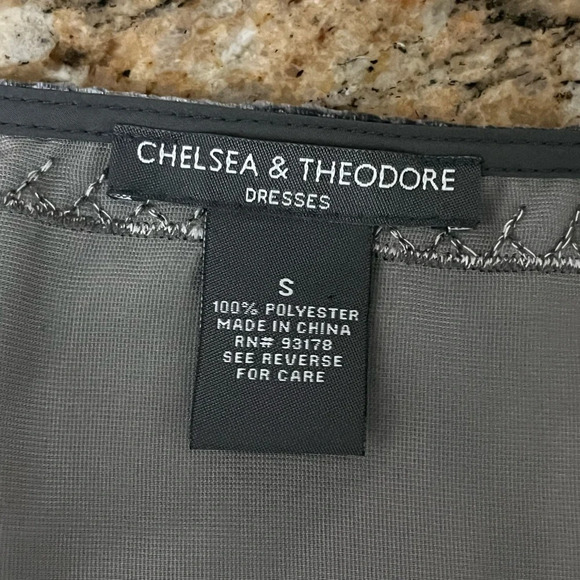 CHELSEA & THEODORE
DRESSES
S
100% POLYESTER
MADE IN CHINA
RN# 93178
SEE REVERSE
FOR CARE